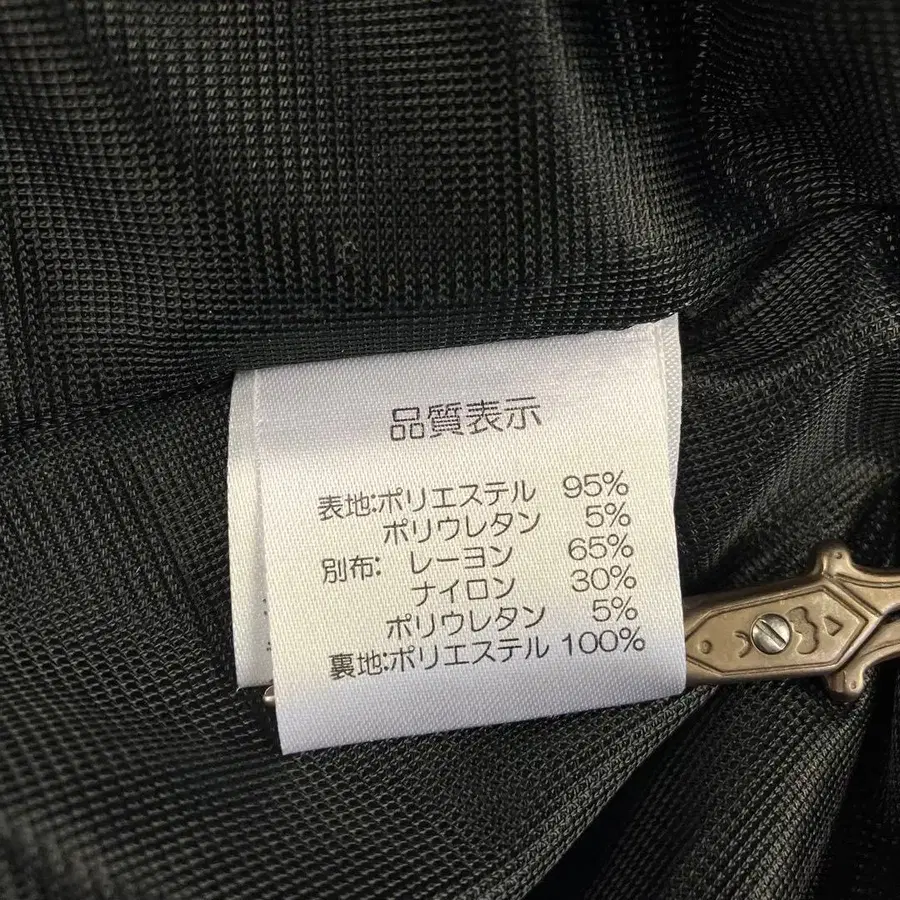 品質表示
表地:ポリエステル 95%
ポリウレタン 5%
別布: レーヨン 65%
ナイロン 30%
ポリウレタン 5%
裏地:ポリエステル 100%